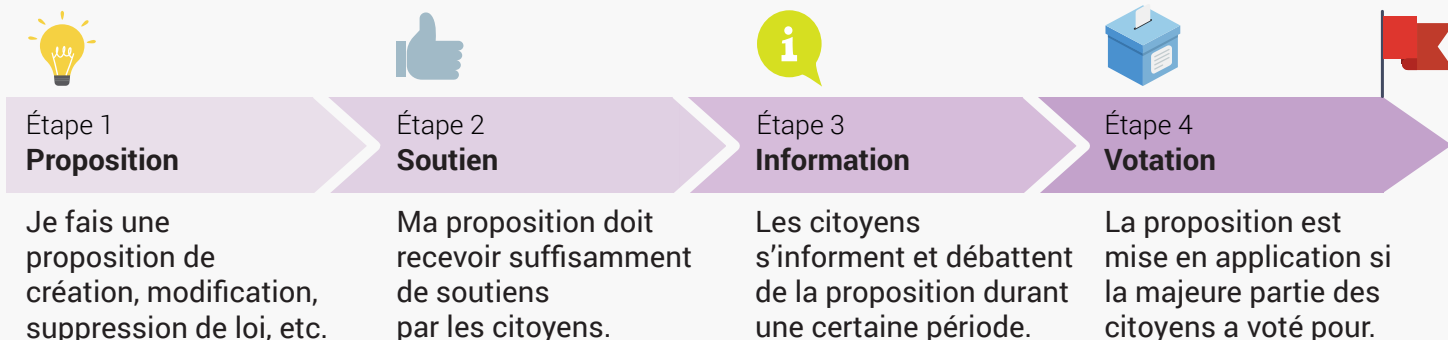 Étape 1
Proposition
Je fais une
proposition de
création, modification,
suppression de loi, etc.
Étape 2
Soutien
Ma proposition doit
recevoir suffisamment
de soutiens
par les citoyens.
Étape 3
Information
Les citoyens
s’informent et débattent
de la proposition durant
une certaine période.
Étape 4
Votation
La proposition est
mise en application si
la majeure partie des
citoyens a voté pour.